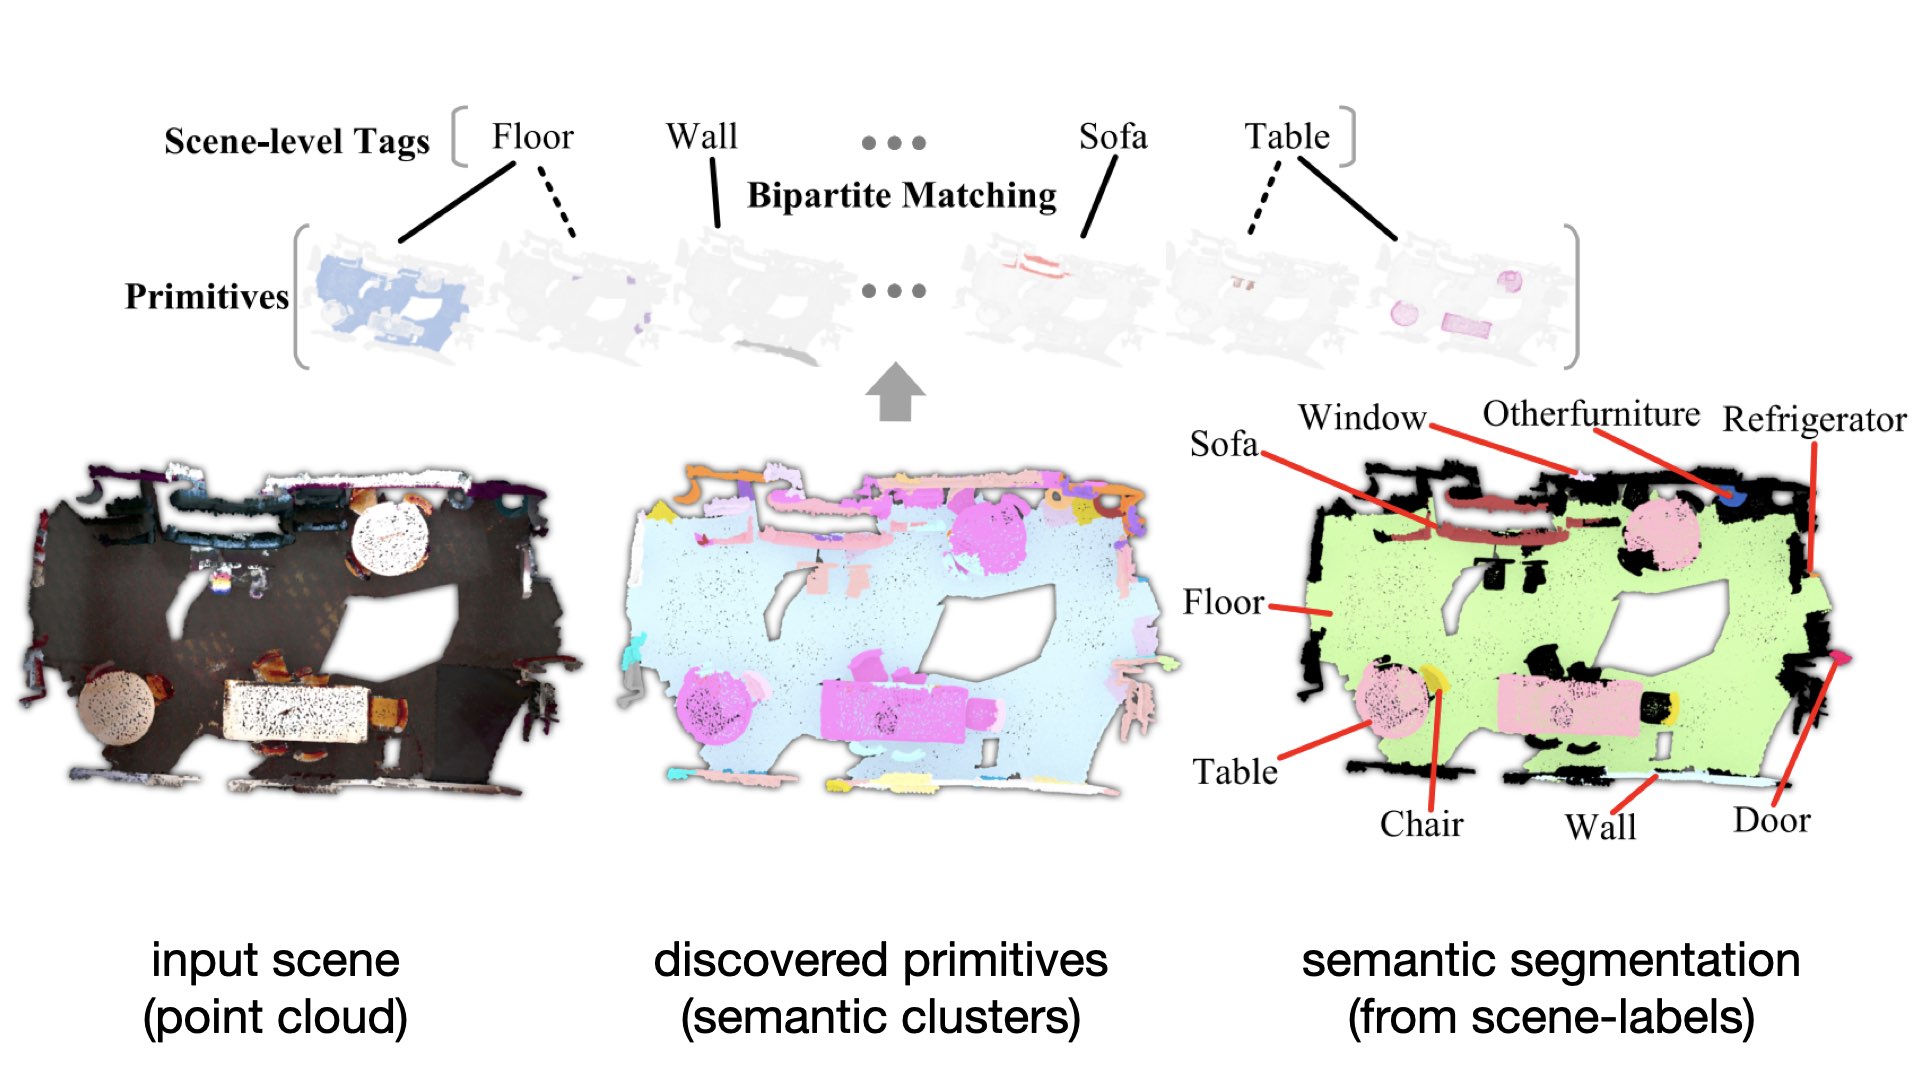 Scene-level Tags Floor Wall Sofa Table
Bipartite Matching
Primitives
Window Otherfurniture Refrigerator
Sofa
Floor
Table
Chair Wall Door
input scene
(point cloud)
discovered primitives
(semantic clusters)
semantic segmentation
(from scene-labels)